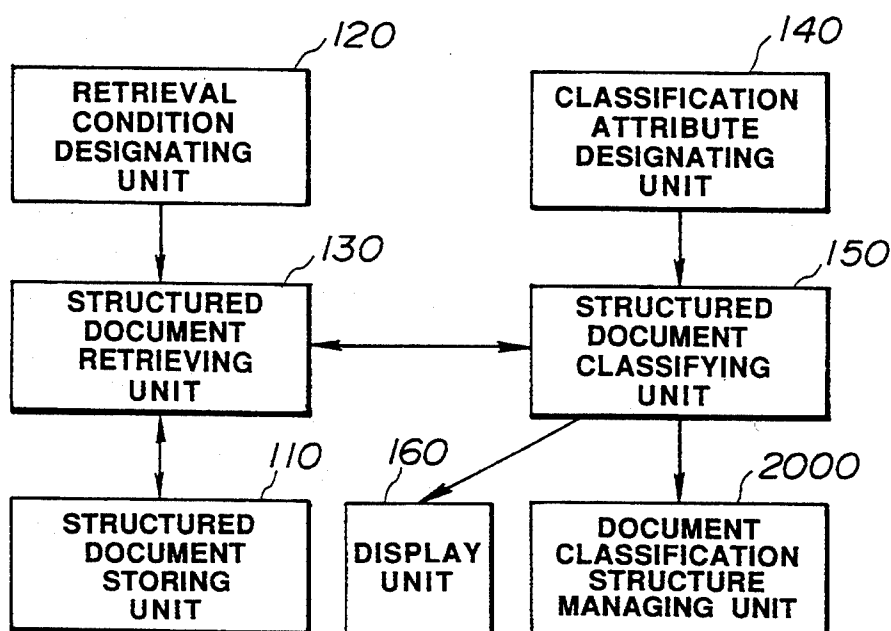 120
RETRIEVAL
CONDITION
DESIGNATING
UNIT
140
CLASSIFICATION
ATTRIBUTE
DESIGNATING
UNIT
130
STRUCTURED
DOCUMENT
RETRIEVING
UNIT
150
STRUCTURED
DOCUMENT
CLASSIFYING
UNIT
110
STRUCTURED
DOCUMENT
STORING
UNIT
160
DISPLAY
UNIT
2000
DOCUMENT
CLASSIFICATION
STRUCTURE
MANAGING UNIT